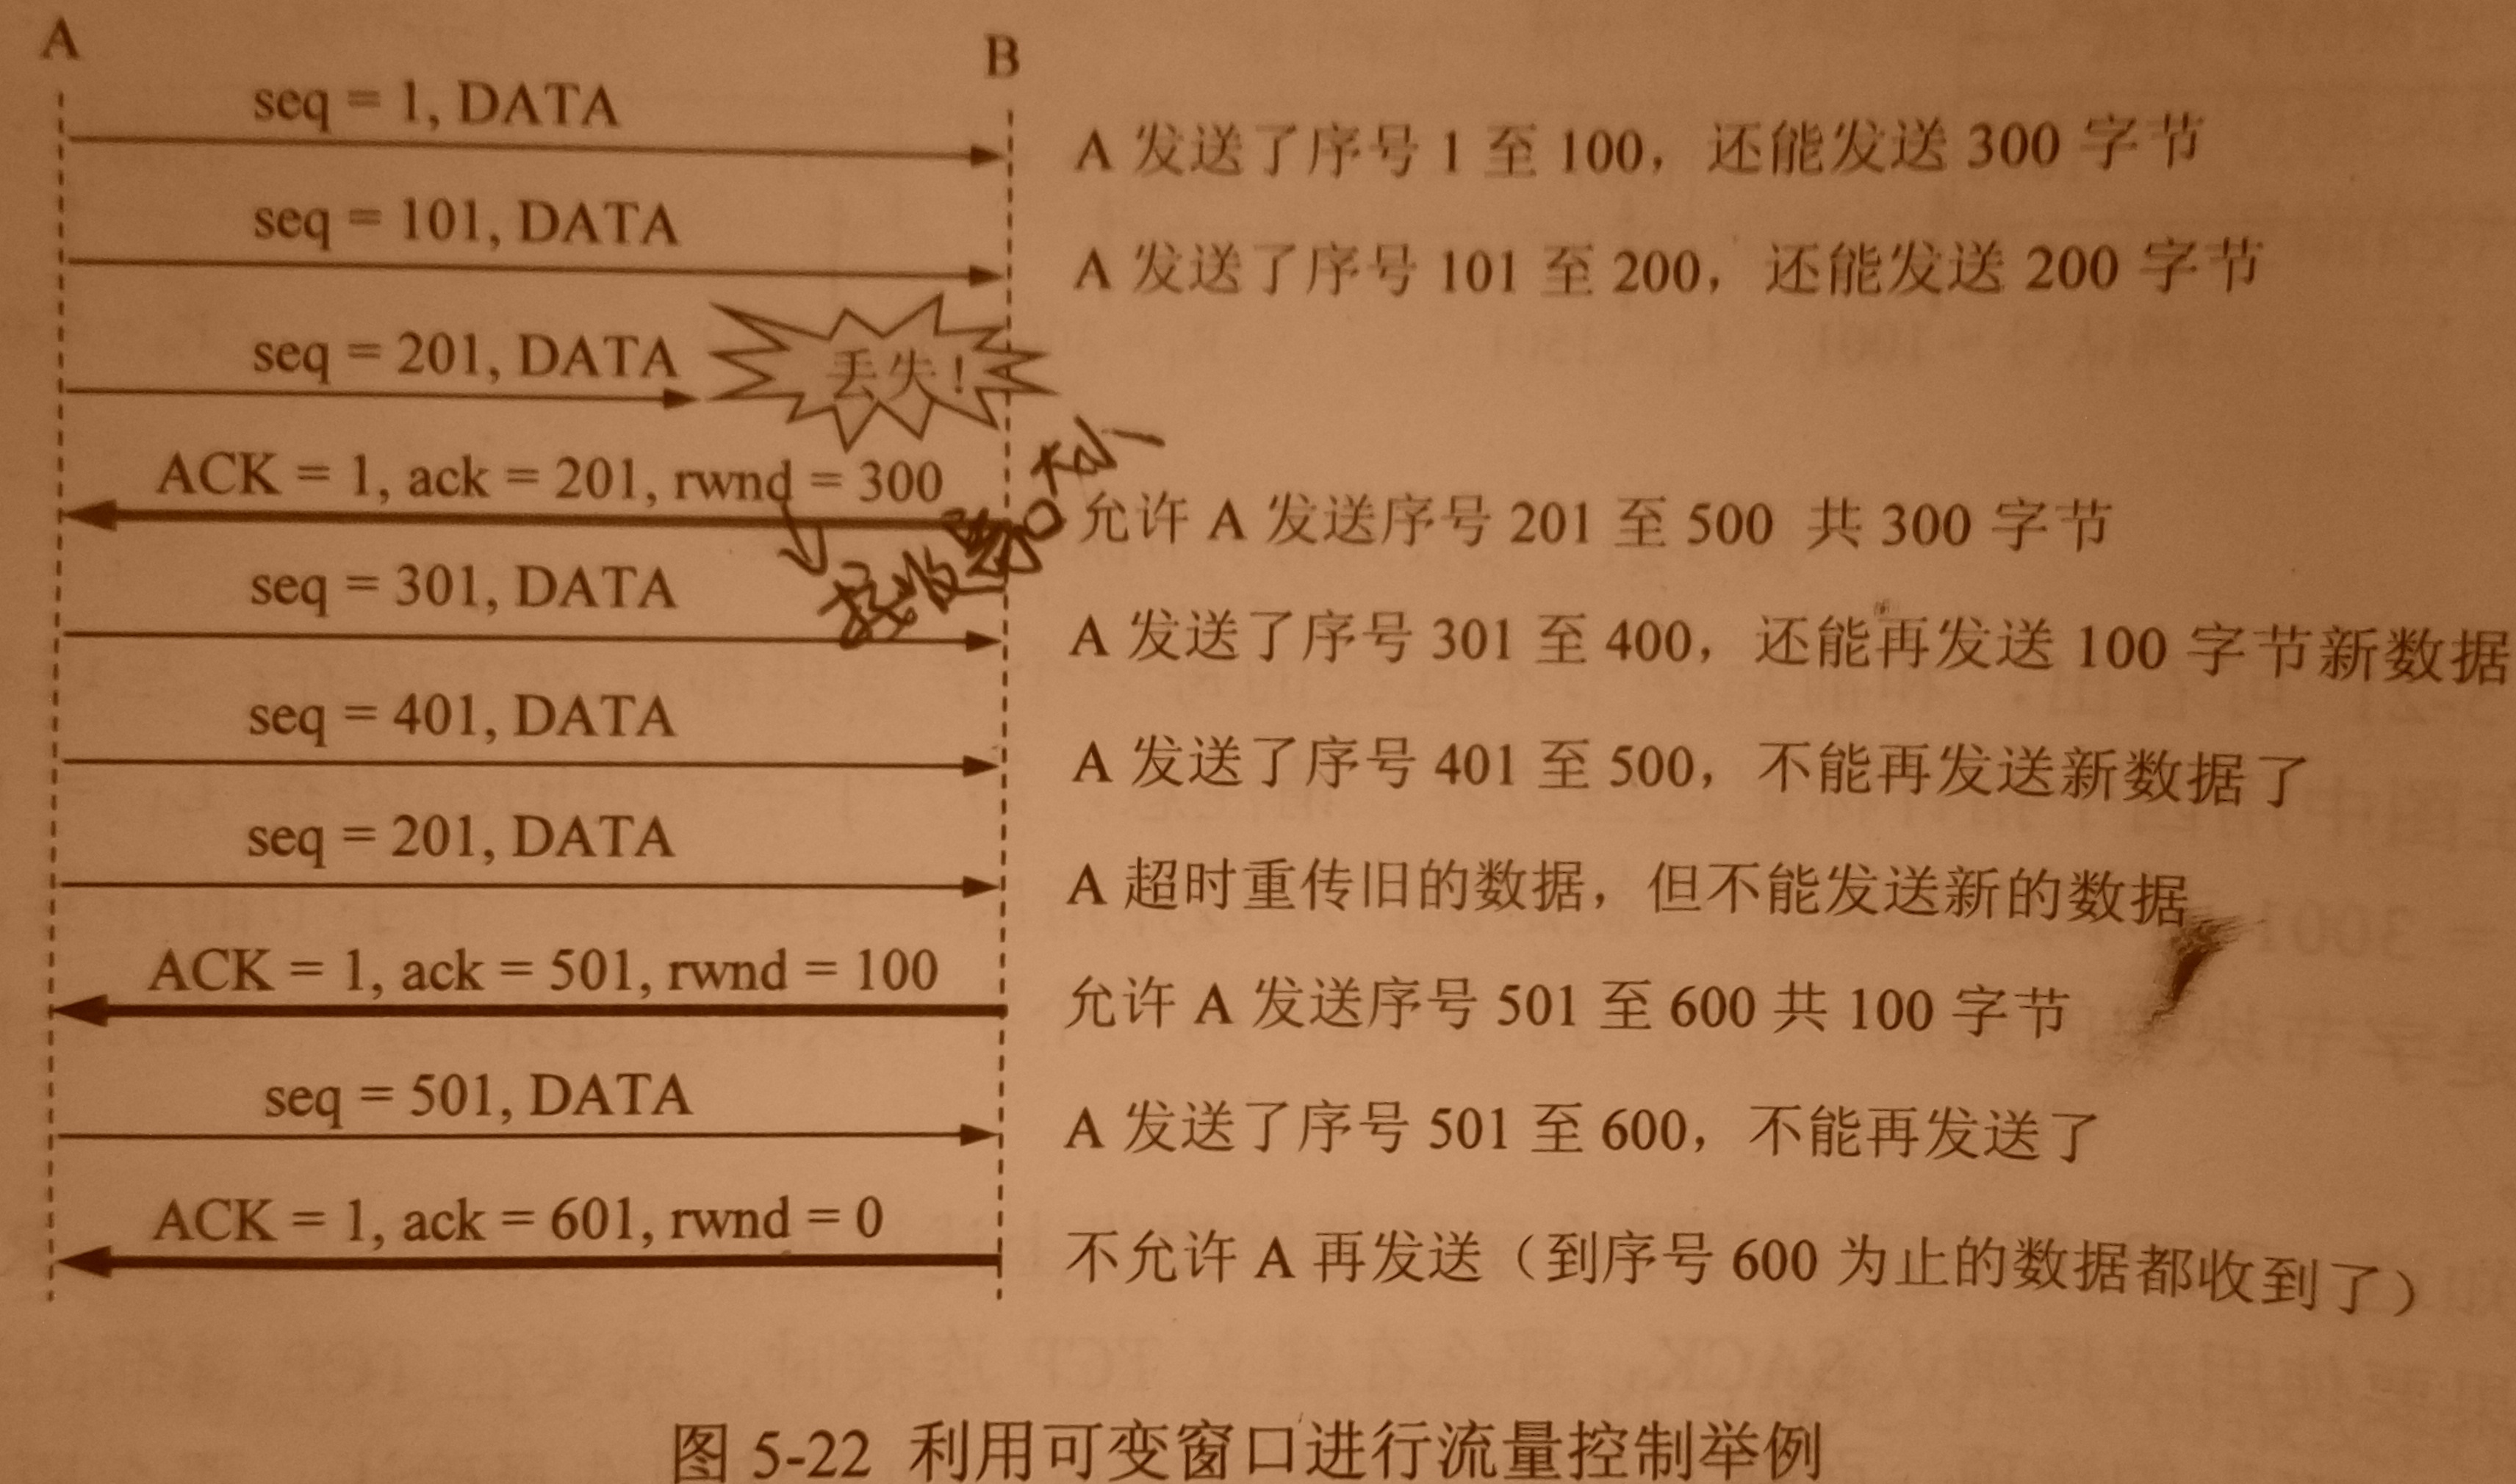 A
B
seq = 1, DATA
A 发送了序号 1 至 100，还能发送 300 字节
seq = 101, DATA
A 发送了序号 101 至 200，还能发送 200 字节
seq = 201, DATA
丢失！
ACK = 1, ack = 201, rwnd = 300
允许 A 发送序号 201 至 500 共 300 字节
接收窗口大小
seq = 301, DATA
A 发送了序号 301 至 400，还能再发送 100 字节新数据
seq = 401, DATA
A 发送了序号 401 至 500，不能再发送新数据了
seq = 201, DATA
A 超时重传旧的数据，但不能发送新的数据
ACK = 1, ack = 501, rwnd = 100
允许 A 发送序号 501 至 600 共 100 字节
seq = 501, DATA
A 发送了序号 501 至 600，不能再发送了
ACK = 1, ack = 601, rwnd = 0
不允许 A 再发送（到序号 600 为止的数据都收到了）
图 5-22 利用可变窗口进行流量控制举例